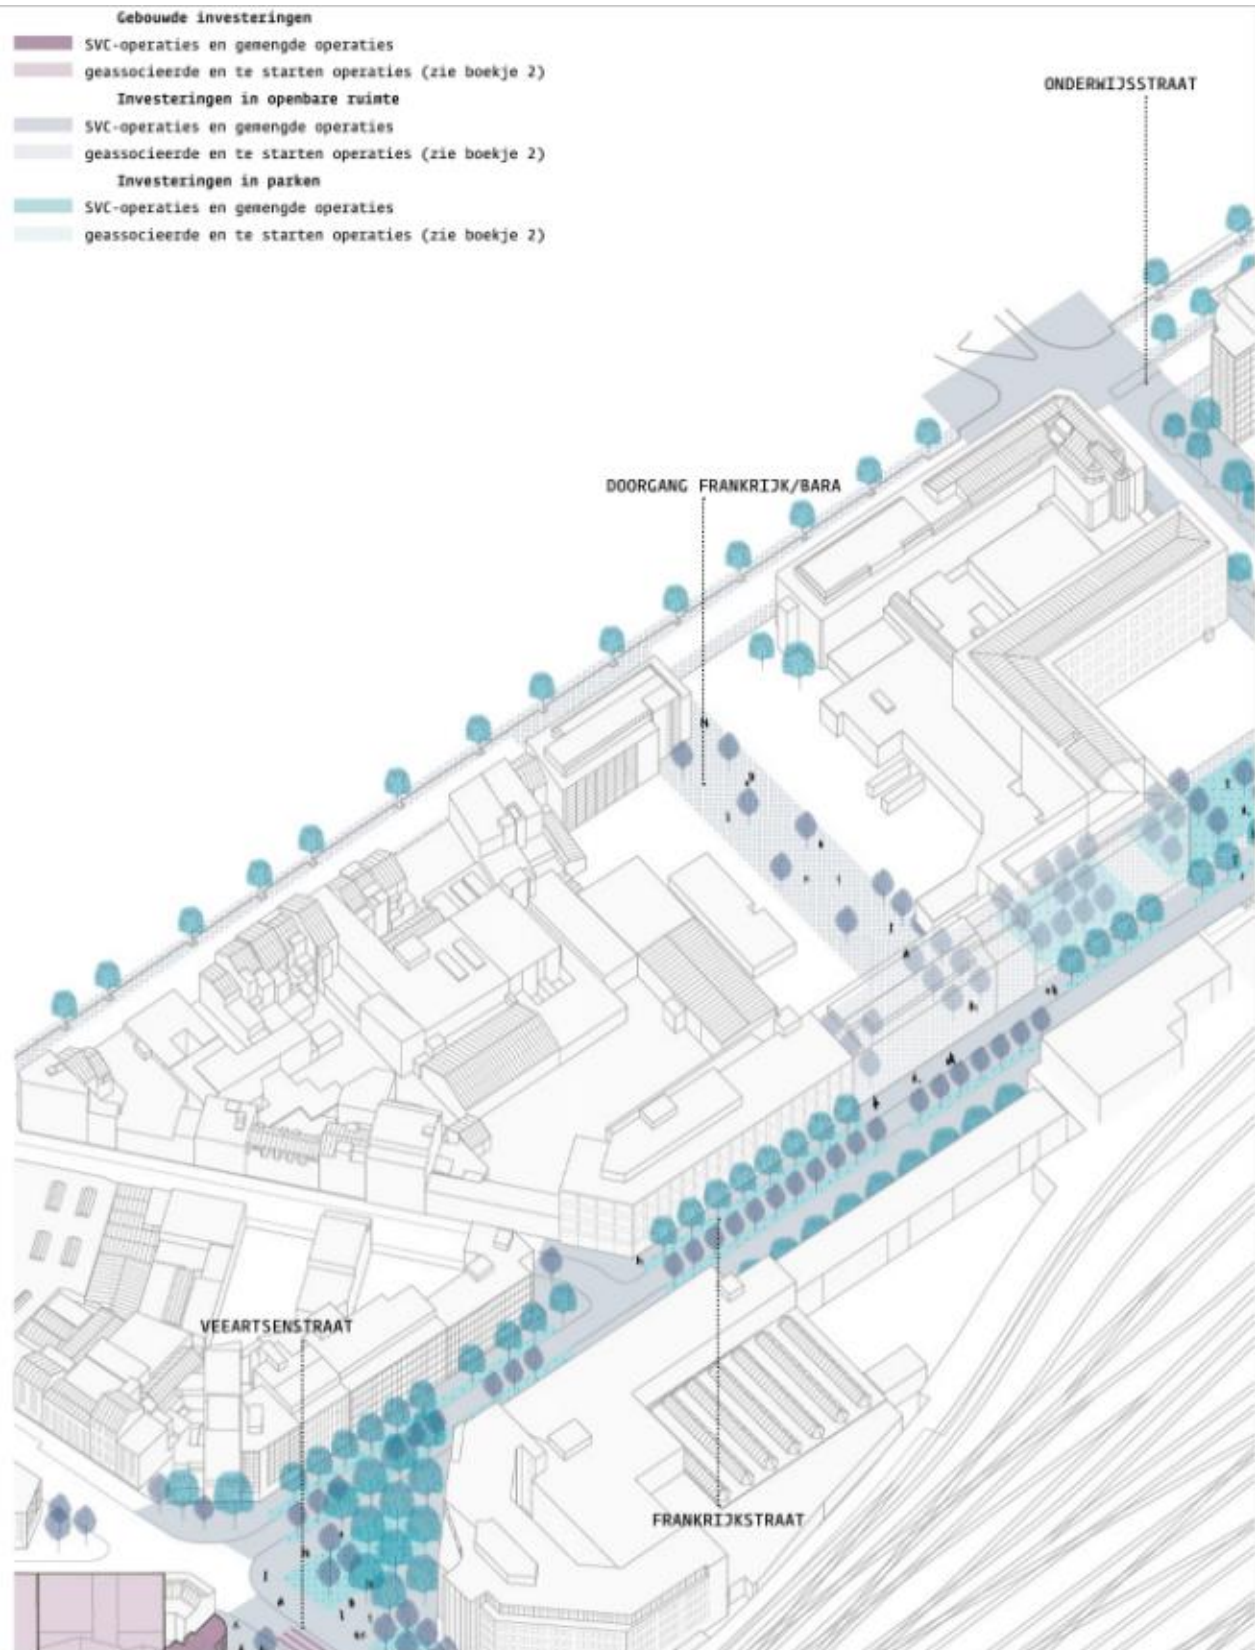 Gebouwde investeringen
SVC-operaties en gemengde operaties
geassocieerde en te starten operaties (zie boekje 2)
Investeringen in openbare ruimte
SVC-operaties en gemengde operaties
geassocieerde en te starten operaties (zie boekje 2)
Investeringen in parken
SVC-operaties en gemengde operaties
geassocieerde en te starten operaties (zie boekje 2)
ONDERWIJSSTRAAT
DOORGANG FRANKRIJK/BARA
VEEARTSENSTRAAT
FRANKRIJKSTRAAT